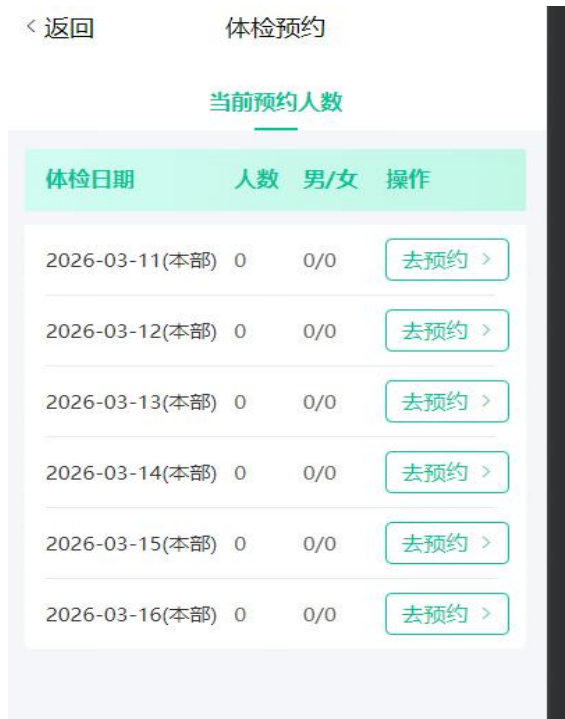 返回 体检预约
当前预约人数
体检日期 人数 男/女 操作
2026-03-11(本部) 0 0/0 去预约
2026-03-12(本部) 0 0/0 去预约
2026-03-13(本部) 0 0/0 去预约
2026-03-14(本部) 0 0/0 去预约
2026-03-15(本部) 0 0/0 去预约
2026-03-16(本部) 0 0/0 去预约